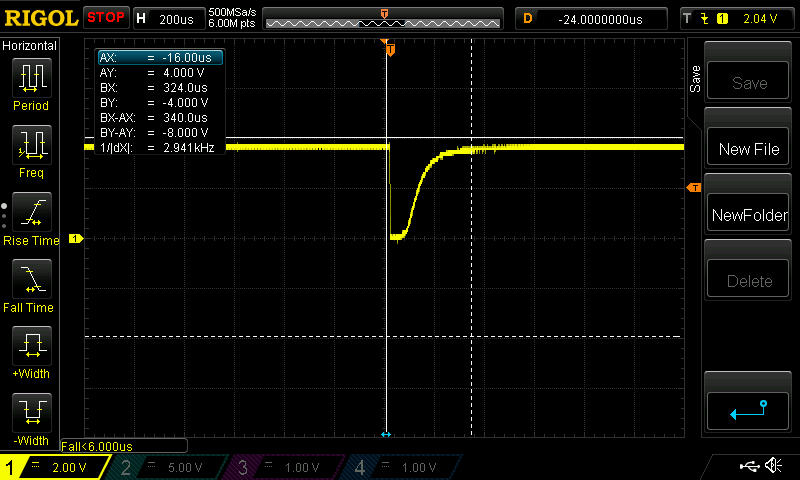 RIGOL STOP H 200us 500MSa/s 6.00M pts D -24.0000000us T 1 2.04 V
Horizontal
Period
Freq
Rise Time
Fall Time
+Width
-Width
T
AX: = -16.00us
AY: = 4.000 V
BX: = 324.0us
BY: = -4.000 V
BX-AX: = 340.0us
BY-AY: = -8.000 V
1/|dX|: = 2.941kHz
T
1
Save
Save
New File
NewFolder
Delete
Fall<6.000us
1 = 2.00 V 2 = 5.00 V 3 = 1.00 V 4 = 1.00 V